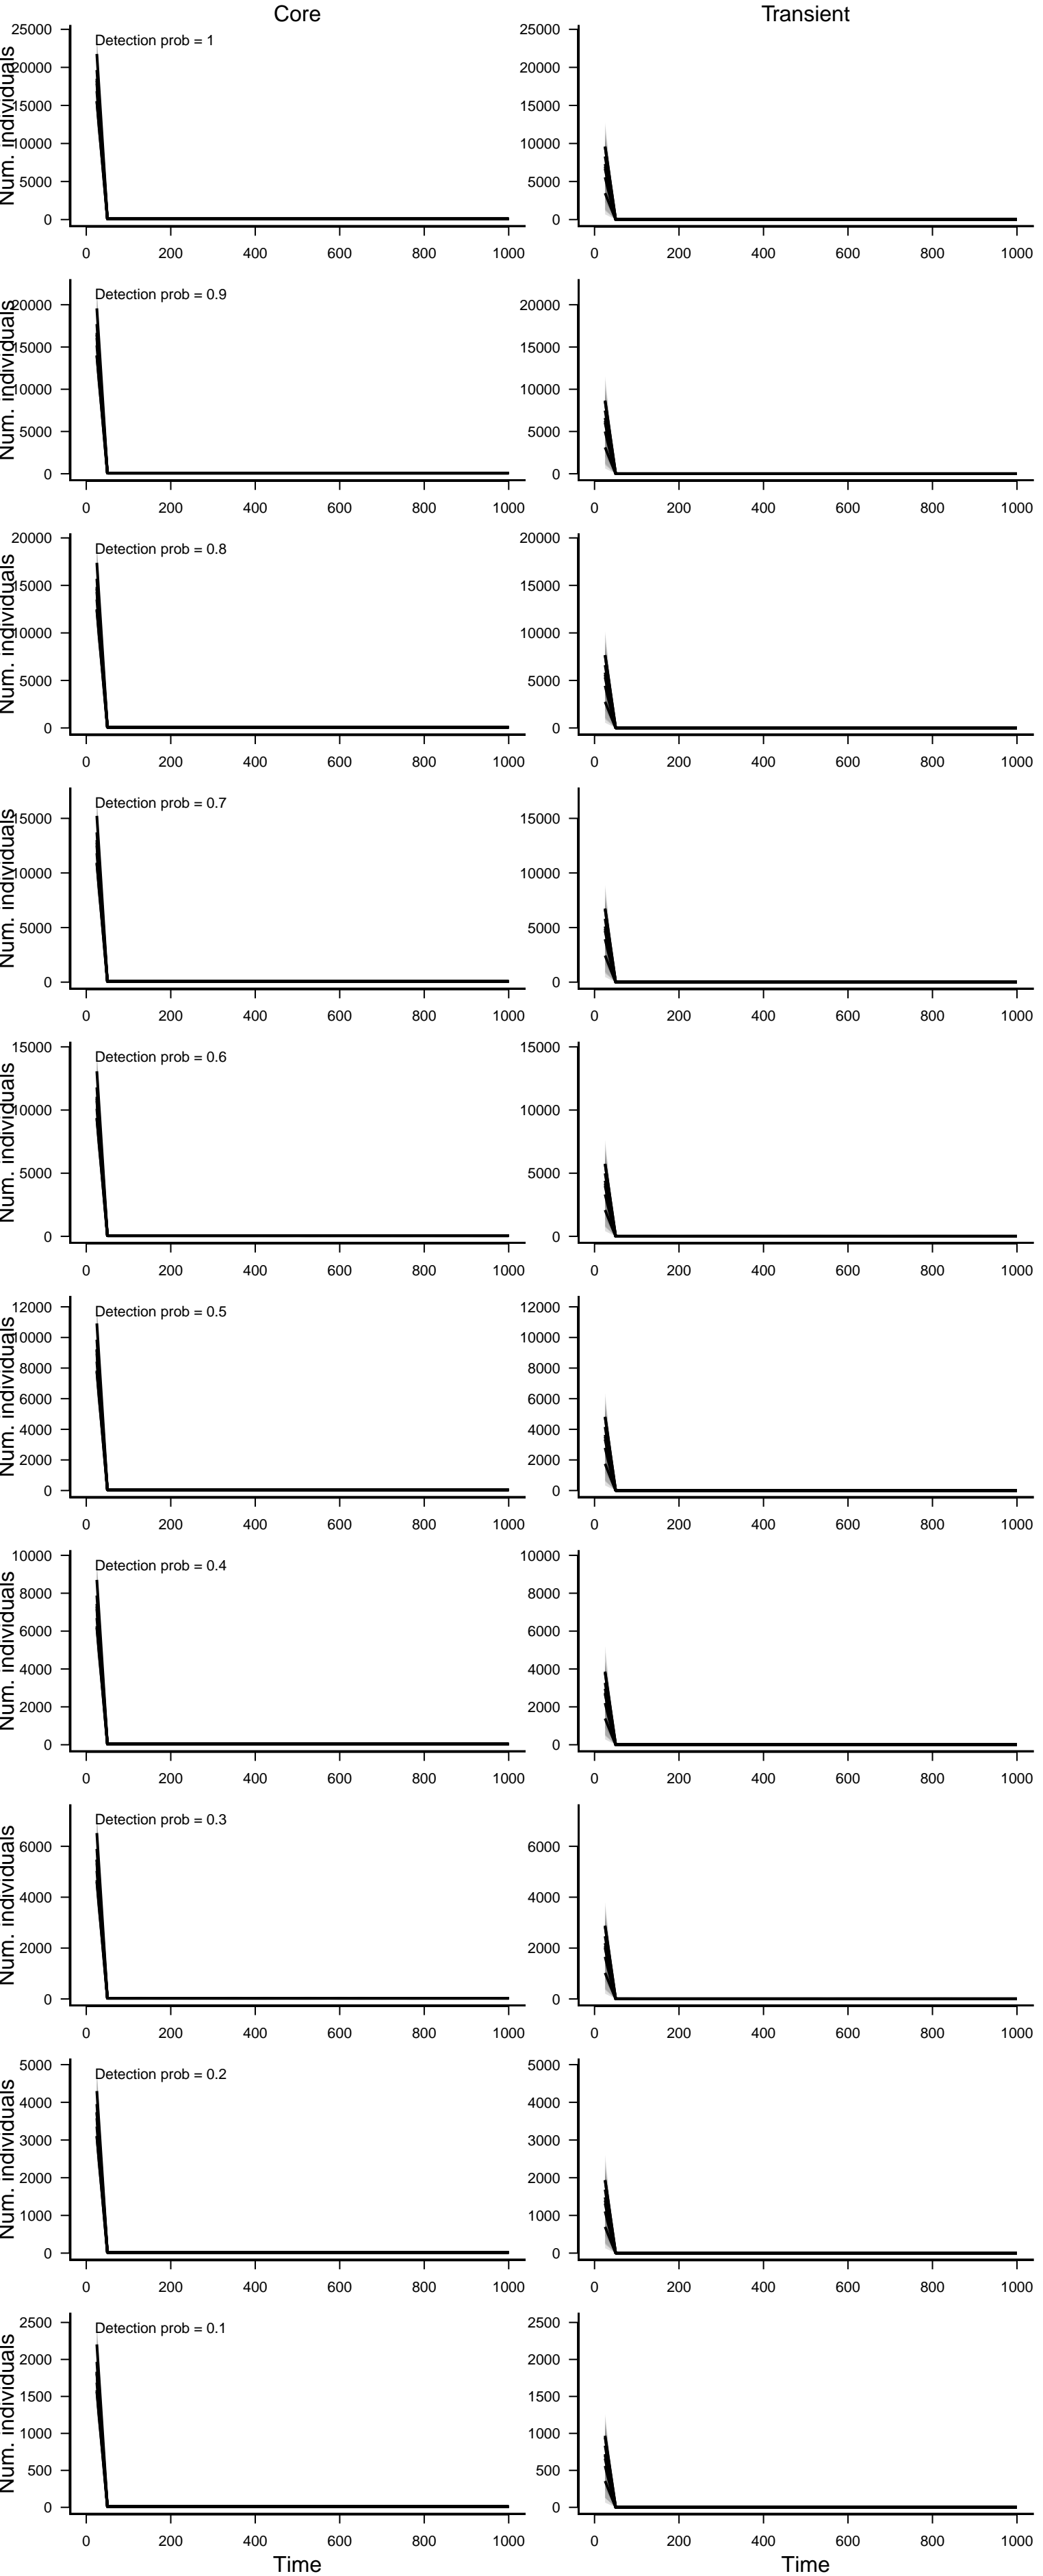 Core Transient
Num. individuals
Detection prob = 1
25000 25000
20000 20000
15000 15000
10000 10000
5000 5000
0 0
0 200 400 600 800 1000 0 200 400 600 800 1000
Num. individuals
Detection prob = 0.9
20000 20000
15000 15000
10000 10000
5000 5000
0 0
0 200 400 600 800 1000 0 200 400 600 800 1000
Num. individuals
20000 20000
Detection prob = 0.8
15000 15000
10000 10000
5000 5000
0 0
0 200 400 600 800 1000 0 200 400 600 800 1000
Num. individuals
Detection prob = 0.7
15000 15000
10000 10000
5000 5000
0 0
0 200 400 600 800 1000 0 200 400 600 800 1000
Num. individuals
15000 15000
Detection prob = 0.6
10000 10000
5000 5000
0 0
0 200 400 600 800 1000 0 200 400 600 800 1000
Num. individuals
12000 12000
Detection prob = 0.5
10000 10000
8000 8000
6000 6000
4000 4000
2000 2000
0 0
0 200 400 600 800 1000 0 200 400 600 800 1000
Num. individuals
10000 10000
Detection prob = 0.4
8000 8000
6000 6000
4000 4000
2000 2000
0 0
0 200 400 600 800 1000 0 200 400 600 800 1000
Num. individuals
Detection prob = 0.3
6000 6000
4000 4000
2000 2000
0 0
0 200 400 600 800 1000 0 200 400 600 800 1000
Num. individuals
5000 5000
Detection prob = 0.2
4000 4000
3000 3000
2000 2000
1000 1000
0 0
0 200 400 600 800 1000 0 200 400 600 800 1000
Num. individuals
2500 2500
Detection prob = 0.1
2000 2000
1500 1500
1000 1000
500 500
0 0
0 200 400 600 800 1000 0 200 400 600 800 1000
Time Time